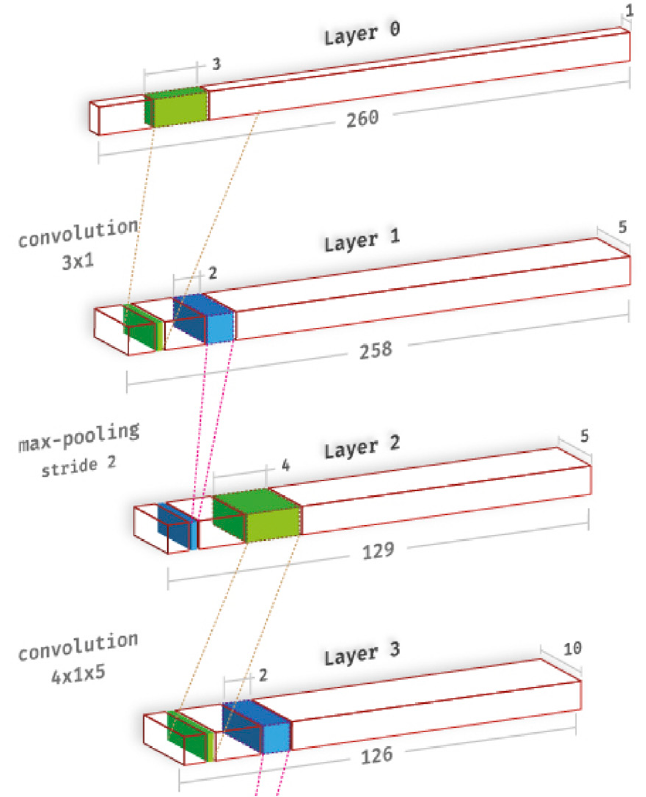 1
Layer 0
3
260
convolution
3x1
Layer 1
5
2
258
max-pooling
stride 2
Layer 2
5
4
129
convolution
4x1x5
Layer 3
10
2
126